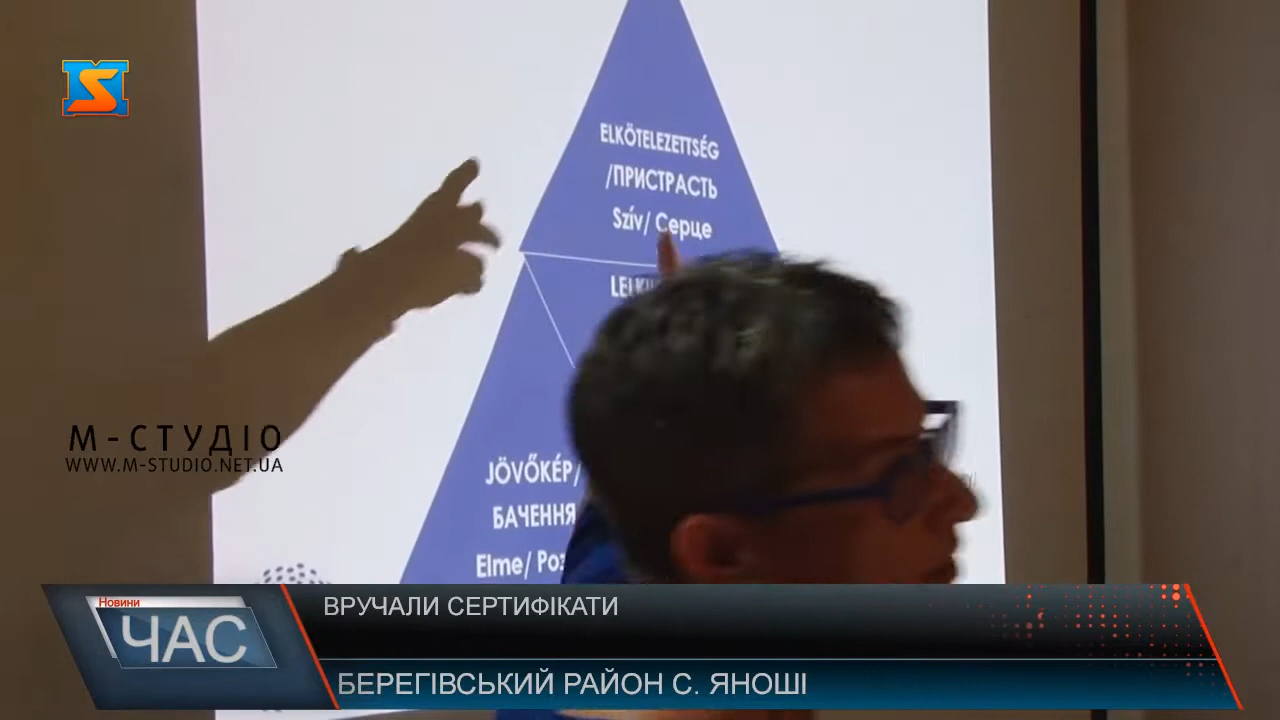 ELKÖTELEZETTSÉG
/ПРИСТРАСТЬ
Szív/ Серце
JÖVŐKÉP/
БАЧЕННЯ
Elme/
М-СТУДІО
WWW.M-STUDIO.NET.UA
Новини
ЧАС
ВРУЧАЛИ СЕРТИФІКАТИ
БЕРЕГІВСЬКИЙ РАЙОН С. ЯНОШІ